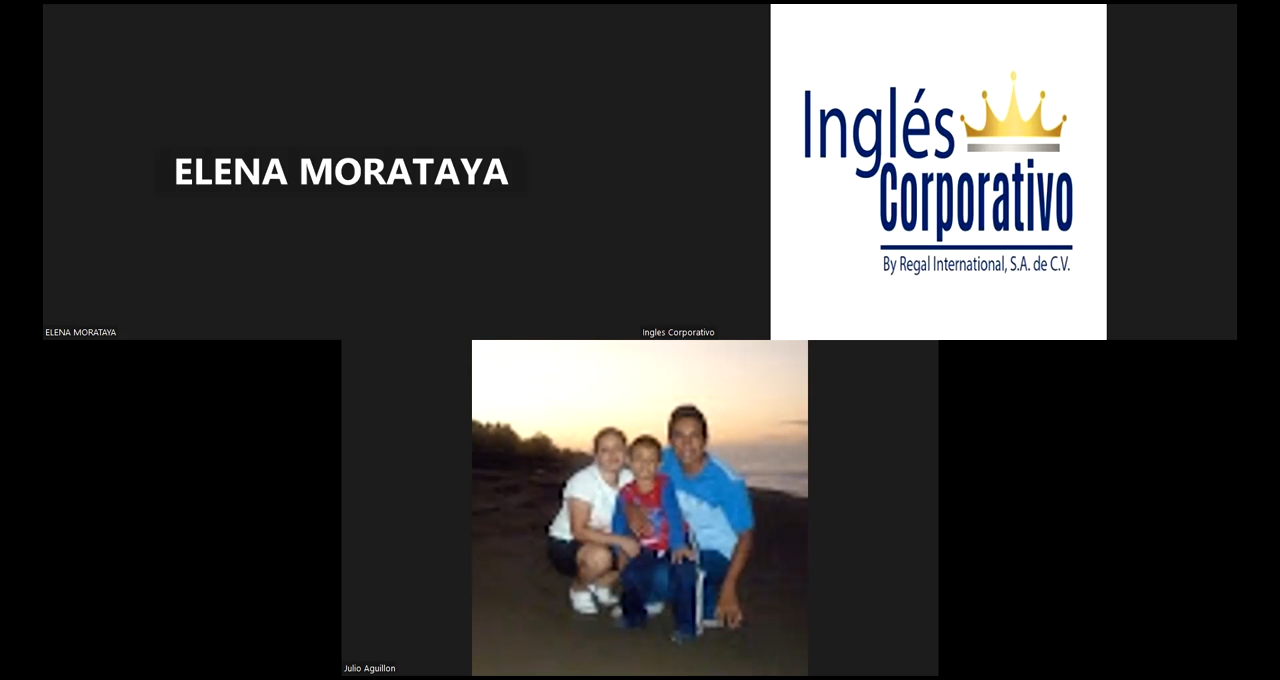 ELENA MORATAYA
Inglés
Corporativo
By Regal International, S.A. de C.V.
ELENA MORATAYA
Ingles Corporativo
Julio Aguillon